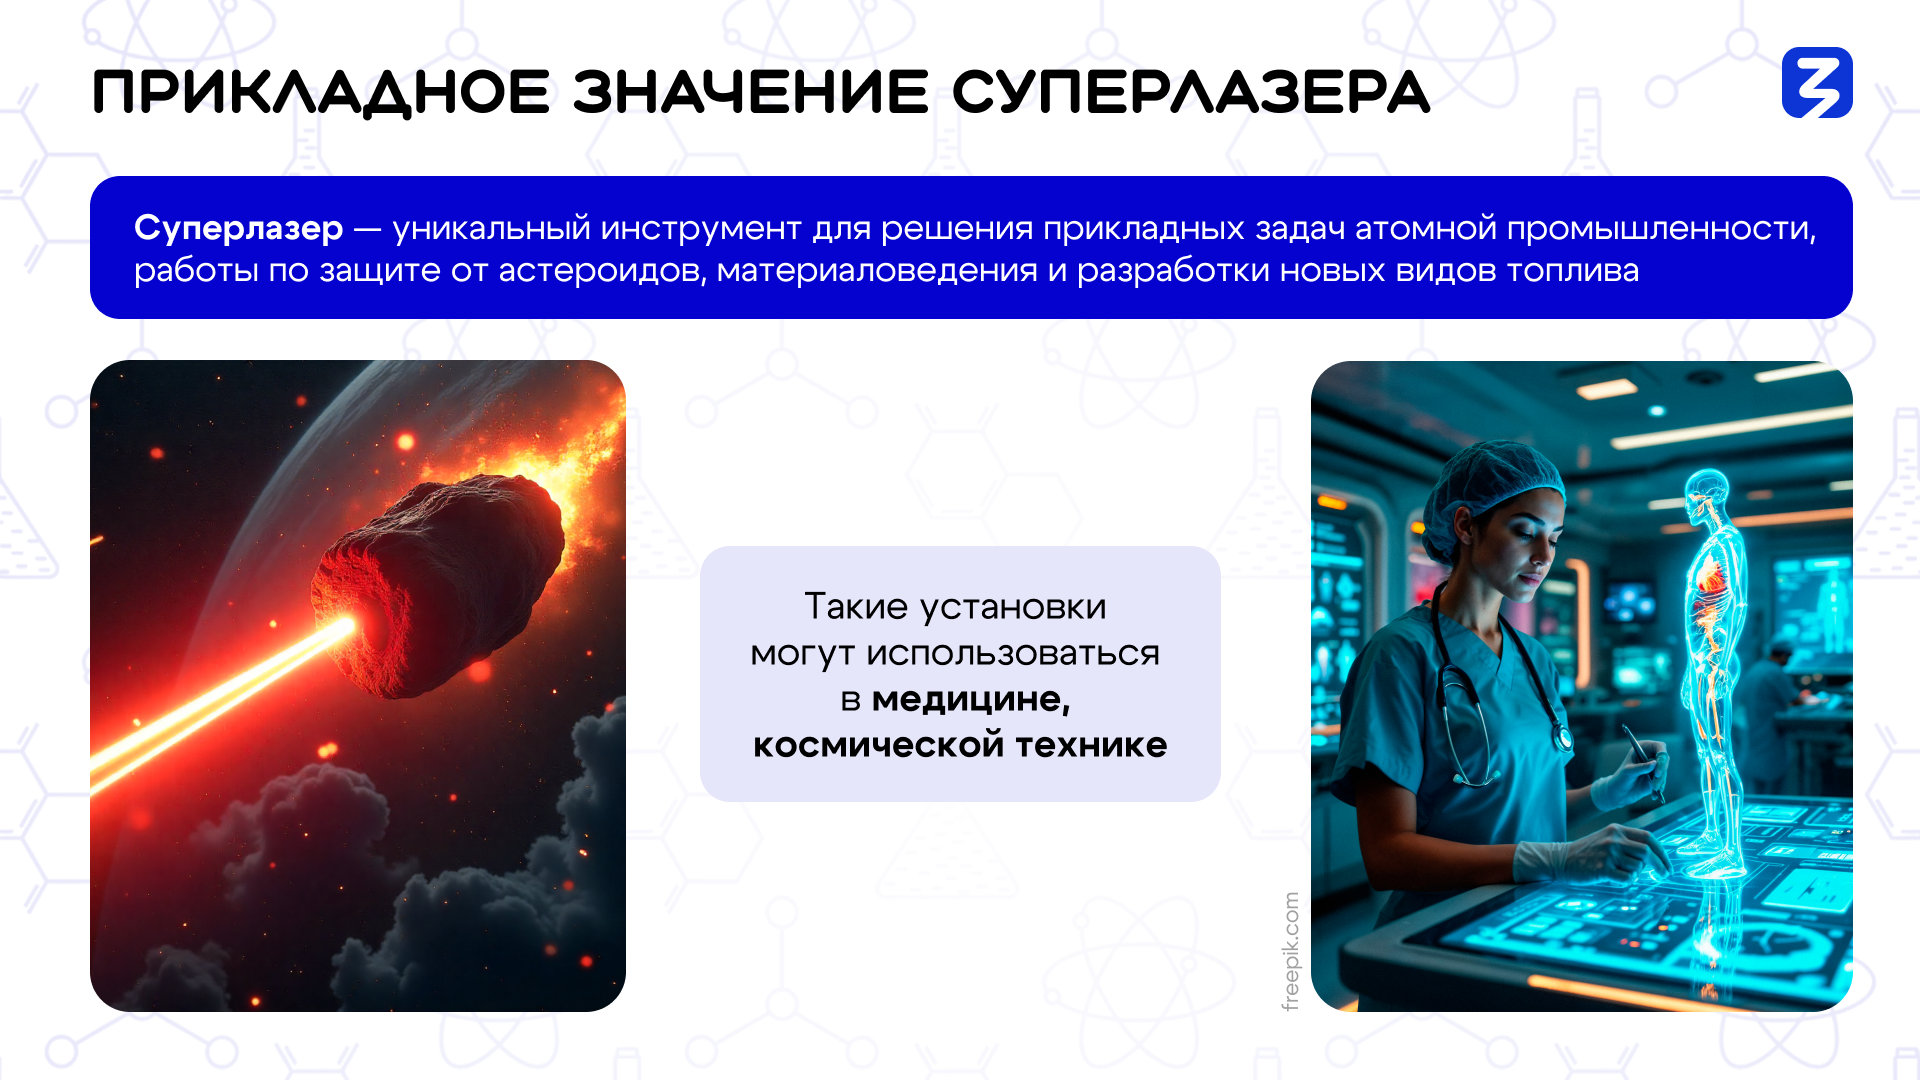 ПРИКЛАДНОЕ ЗНАЧЕНИЕ СУПЕРЛАЗЕРА
Суперлазер — уникальный инструмент для решения прикладных задач атомной промышленности,
работы по защите от астероидов, материаловедения и разработки новых видов топлива
Такие установки
могут использоваться
в медицине,
космической технике
freepik.com